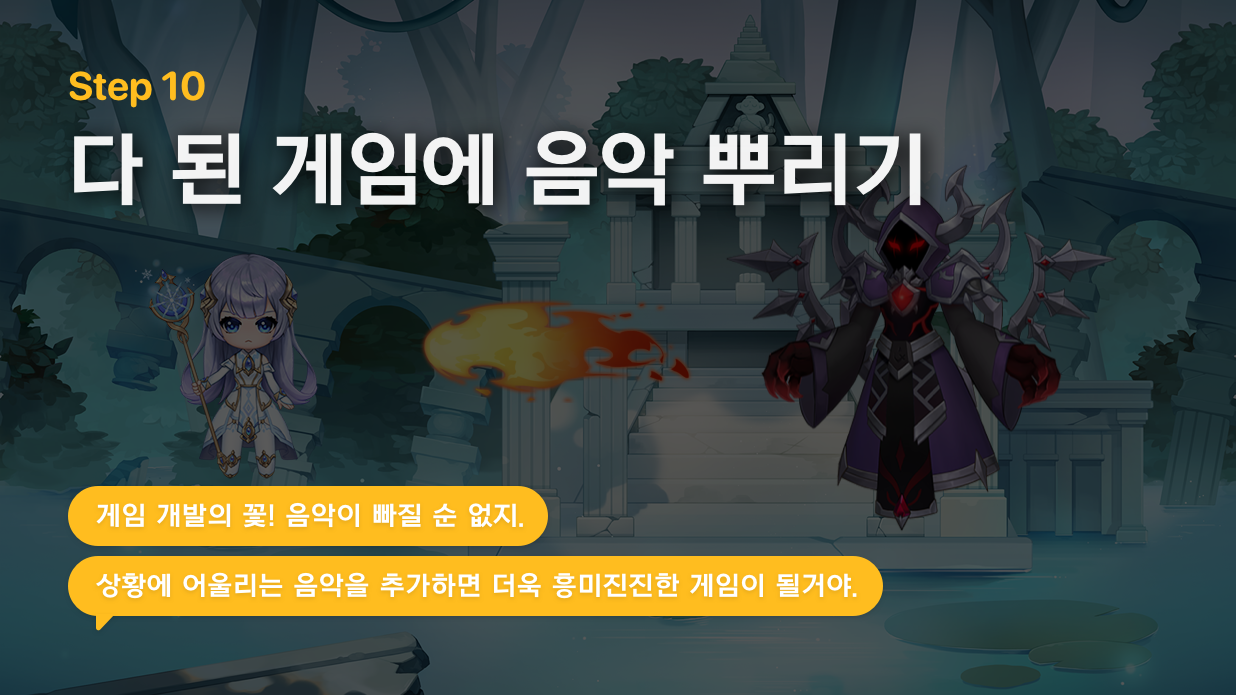 Step 10
다 된 게임에 음악 뿌리기
게임 개발의 꽃! 음악이 빠질 순 없지.
상황에 어울리는 음악을 추가하면 더욱 흥미진진한 게임이 될거야.